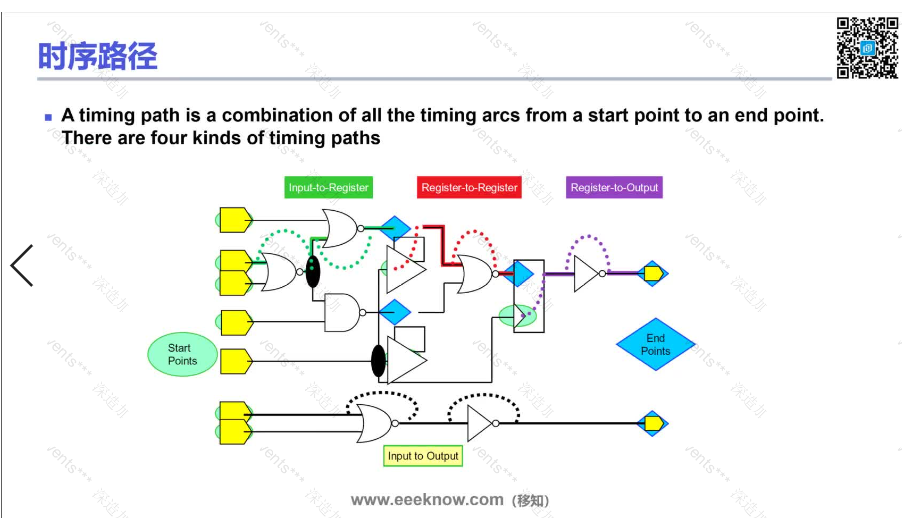 时序路径
A timing path is a combination of all the timing arcs from a start point to an end point.
There are four kinds of timing paths
Input-to-Register
Register-to-Register
Register-to-Output
Start
Points
End
Points
Input to Output
www.eeeknow.com（移知）